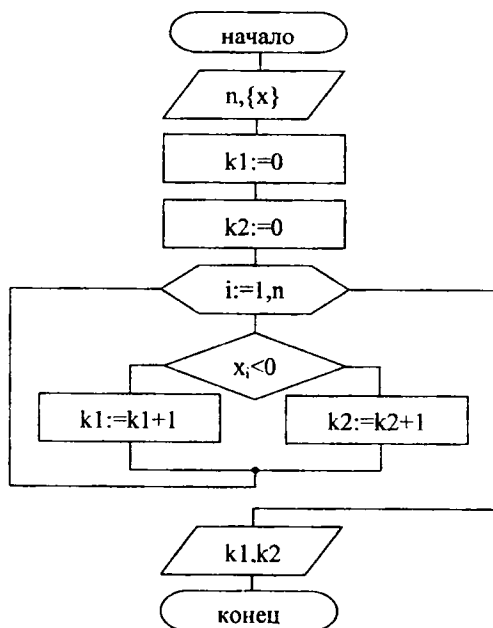 начало
n,{x}
k1:=0
k2:=0
i:=1,n
xᵢ<0
k1:=k1+1
k2:=k2+1
k1,k2
конец